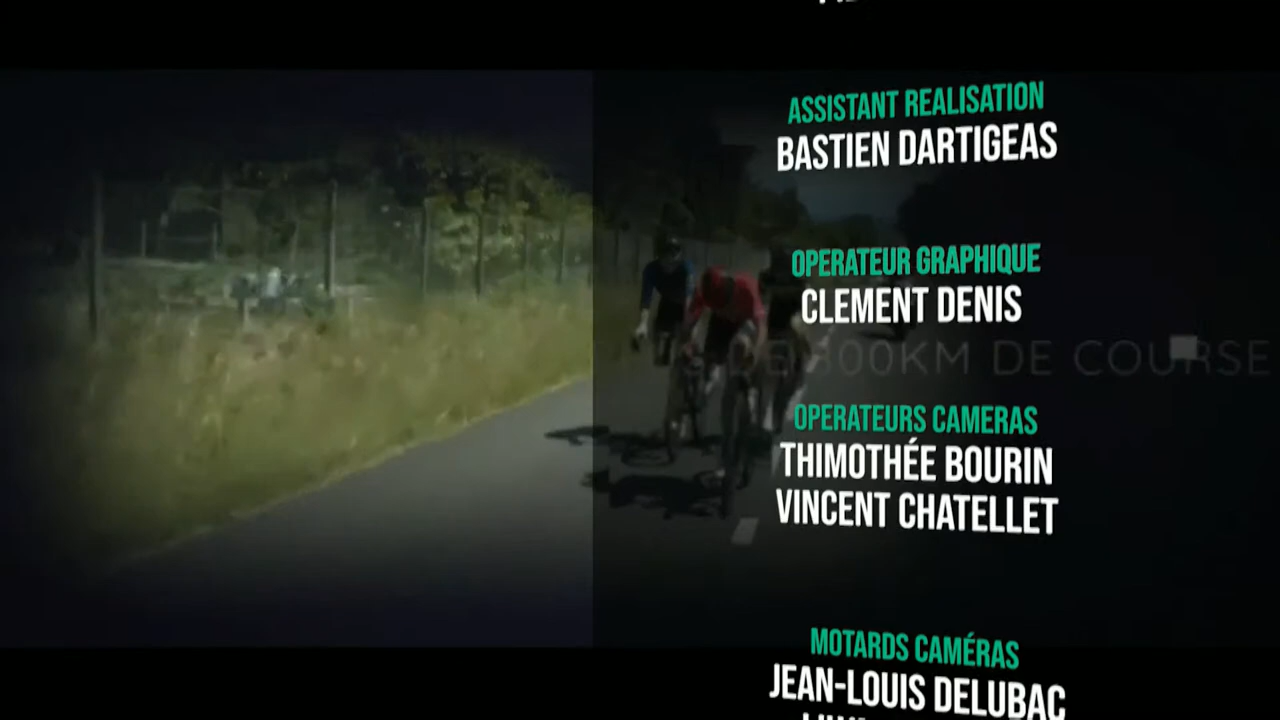 ASSISTANT REALISATION
BASTIEN DARTIGEAS
OPERATEUR GRAPHIQUE
CLEMENT DENIS
DE 800KM DE COURSE
OPERATEURS CAMERAS
THIMOTHÉE BOURIN
VINCENT CHATELLET
MOTARDS CAMÉRAS
JEAN-LOUIS DELUBAC